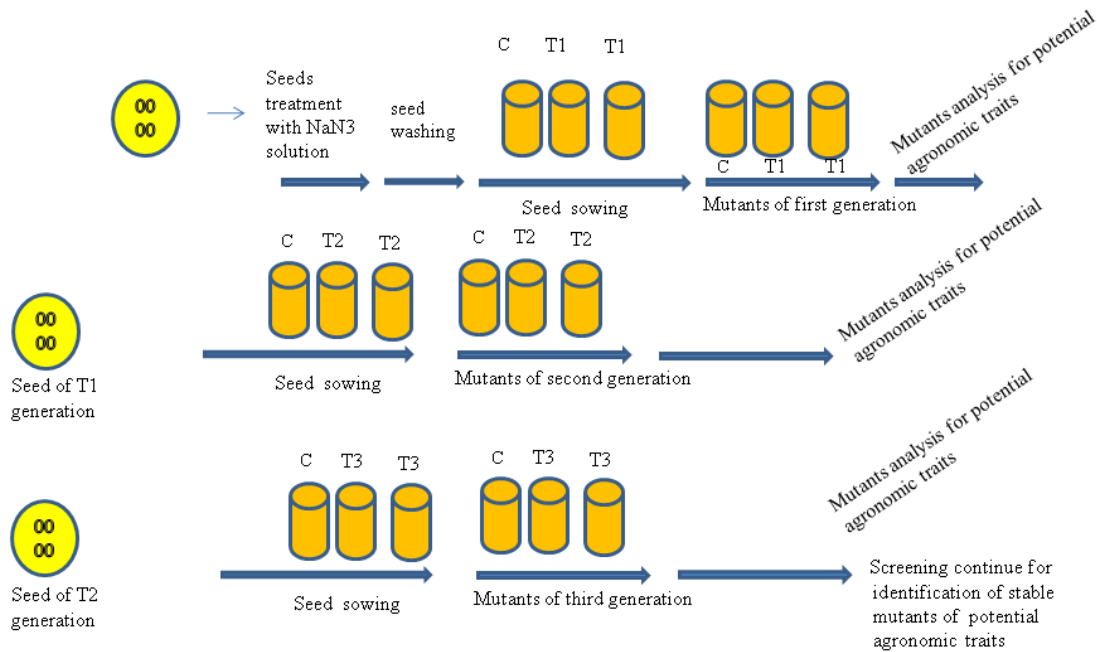 C T1 T1
00
00
Seeds
treatment
with NaN3
solution
seed
washing
C T1 T1
Seed sowing
Mutants of first generation
Mutants analysis for potential
agronomic traits
C T2 T2
C T2 T2
00
00
Seed of T1
generation
Seed sowing
Mutants of second generation
Mutants analysis for potential
agronomic traits
C T3 T3
C T3 T3
00
00
Seed of T2
generation
Seed sowing
Mutants of third generation
Mutants analysis for potential
agronomic traits
Screening continue for
identification of stable
mutants of potential
agronomic traits